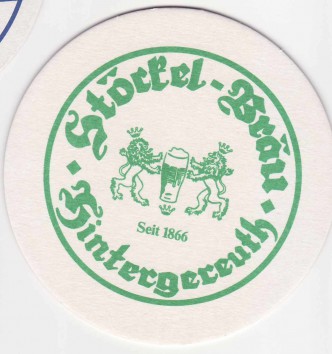 Stöckel-Bräu
Seit 1866
Hintergereuth